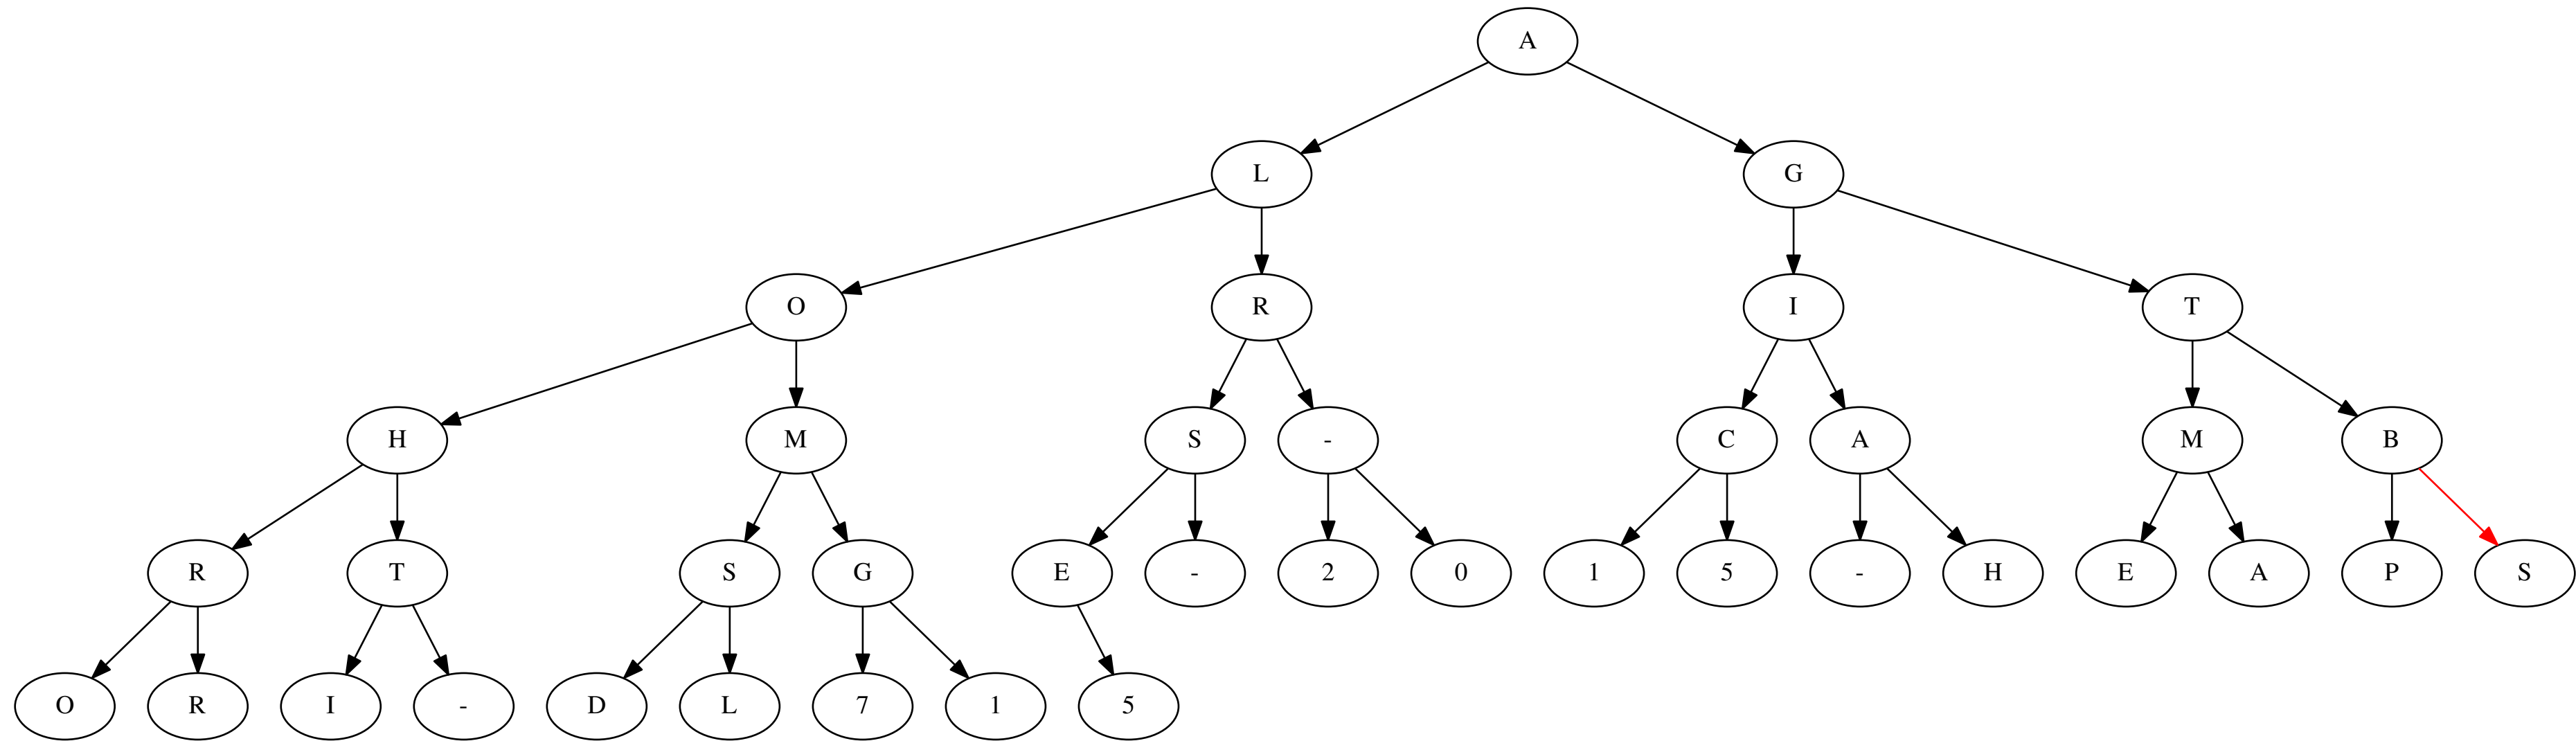 A
L G
O R I T
H M S - C A M B
R T S G E - 2 0 1 5 - H E A P S
O R I - D L 7 1 5